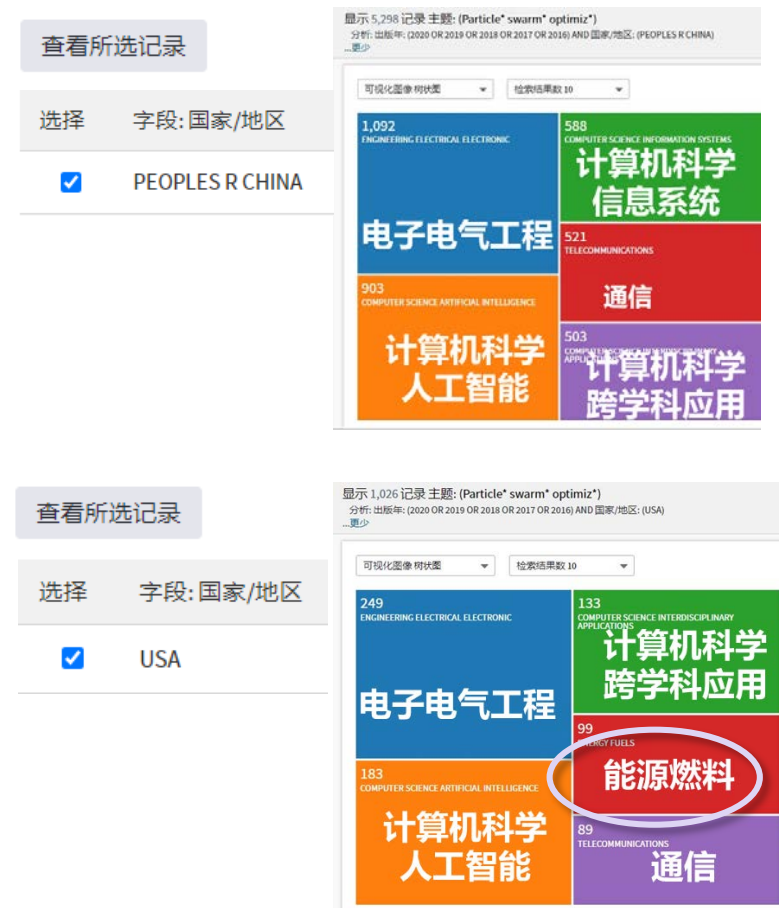 查看所选记录
选择 字段: 国家/地区
PEOPLES R CHINA
显示 5,298 记录 主题: (Particle* swarm* optimiz*)
分析: 出版年: (2020 OR 2019 OR 2018 OR 2017 OR 2016) AND 国家/地区: (PEOPLES R CHINA)
...更少
可视化图像 树状图 检索结果数 10
1,092
ENGINEERING ELECTRICAL ELECTRONIC
电子电气工程
588
COMPUTER SCIENCE INFORMATION SYSTEMS
计算机科学
信息系统
521
TELECOMMUNICATIONS
通信
903
COMPUTER SCIENCE ARTIFICIAL INTELLIGENCE
计算机科学
人工智能
503
COMPUTER SCIENCE INTERDISCIPLINARY
APPLICATIONS
计算机科学
跨学科应用
查看所选记录
选择 字段: 国家/地区
USA
显示 1,026 记录 主题: (Particle* swarm* optimiz*)
分析: 出版年: (2020 OR 2019 OR 2018 OR 2017 OR 2016) AND 国家/地区: (USA)
...更少
可视化图像 树状图 检索结果数 10
249
ENGINEERING ELECTRICAL ELECTRONIC
电子电气工程
133
COMPUTER SCIENCE INTERDISCIPLINARY
APPLICATIONS
计算机科学
跨学科应用
99
ENERGY FUELS
能源燃料
183
COMPUTER SCIENCE ARTIFICIAL INTELLIGENCE
计算机科学
人工智能
89
TELECOMMUNICATIONS
通信